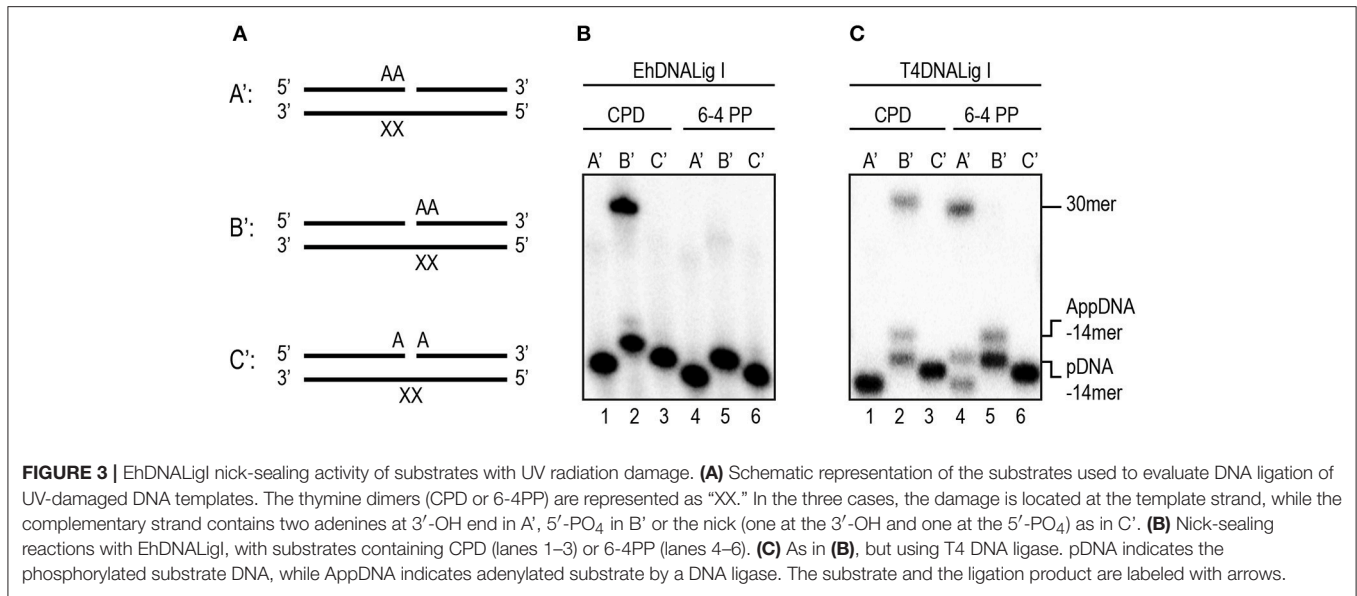 A
A':
5'
AA
3'
3'
XX
5'
B':
5'
AA
3'
3'
XX
5'
C':
5'
A A
3'
3'
XX
5'
B
EhDNALig I
CPD 6-4 PP
A' B' C' A' B' C'
1 2 3 4 5 6
C
T4DNALig I
CPD 6-4 PP
A' B' C' A' B' C'
30mer
AppDNA
-14mer
pDNA
-14mer
1 2 3 4 5 6
FIGURE 3 | EhDNALigI nick-sealing activity of substrates with UV radiation damage. (A) Schematic representation of the substrates used to evaluate DNA ligation of
UV-damaged DNA templates. The thymine dimers (CPD or 6-4PP) are represented as “XX.” In the three cases, the damage is located at the template strand, while the
complementary strand contains two adenines at 3′-OH end in A′, 5′-PO4 in B′ or the nick (one at the 3′-OH and one at the 5′-PO4) as in C′. (B) Nick-sealing
reactions with EhDNALigI, with substrates containing CPD (lanes 1–3) or 6-4PP (lanes 4–6). (C) As in (B), but using T4 DNA ligase. pDNA indicates the
phosphorylated substrate DNA, while AppDNA indicates adenylated substrate by a DNA ligase. The substrate and the ligation product are labeled with arrows.